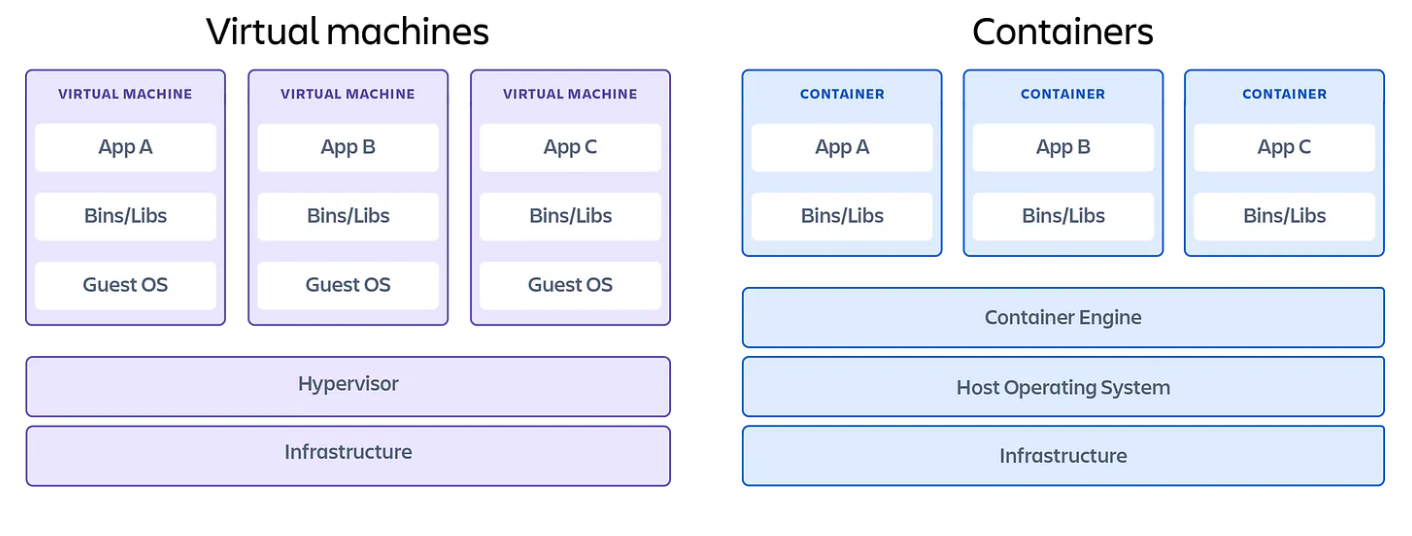 Virtual machines
VIRTUAL MACHINE
App A
Bins/Libs
Guest OS
VIRTUAL MACHINE
App B
Bins/Libs
Guest OS
VIRTUAL MACHINE
App C
Bins/Libs
Guest OS
Hypervisor
Infrastructure
Containers
CONTAINER
App A
Bins/Libs
CONTAINER
App B
Bins/Libs
CONTAINER
App C
Bins/Libs
Container Engine
Host Operating System
Infrastructure